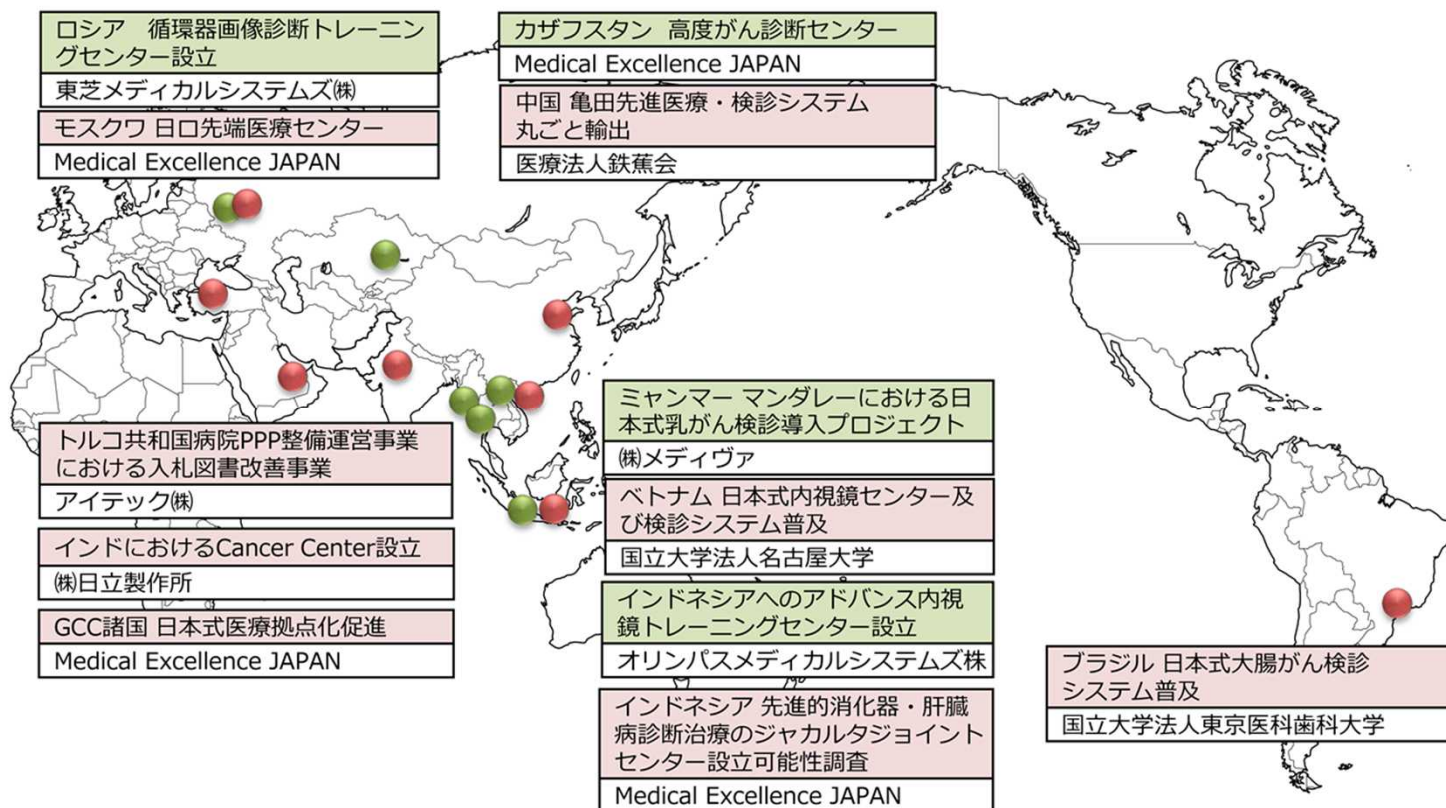 ロシア　循環器画像診断トレーニ
ングセンター設立
東芝メディカルシステムズ㈱
モスクワ 日ロ先端医療センター
Medical Excellence JAPAN
カザフスタン 高度がん診断センター
Medical Excellence JAPAN
中国 亀田先進医療・検診システム
丸ごと輸出
医療法人鉄蕉会
トルコ共和国病院PPP整備運営事業
における入札図書改善事業
アイテック㈱
インドにおけるCancer Center設立
㈱日立製作所
GCC諸国 日本式医療拠点化促進
Medical Excellence JAPAN
ミャンマー マンダレーにおける日
本式乳がん検診導入プロジェクト
㈱メディヴァ
ベトナム 日本式内視鏡センター及
び検診システム普及
国立大学法人名古屋大学
インドネシアへのアドバンス内視
鏡トレーニングセンター設立
オリンパスメディカルシステムズ株
インドネシア 先進的消化器・肝臓
病診断治療のジャカルタジョイント
センター設立可能性調査
Medical Excellence JAPAN
ブラジル 日本式大腸がん検診
システム普及
国立大学法人東京医科歯科大学